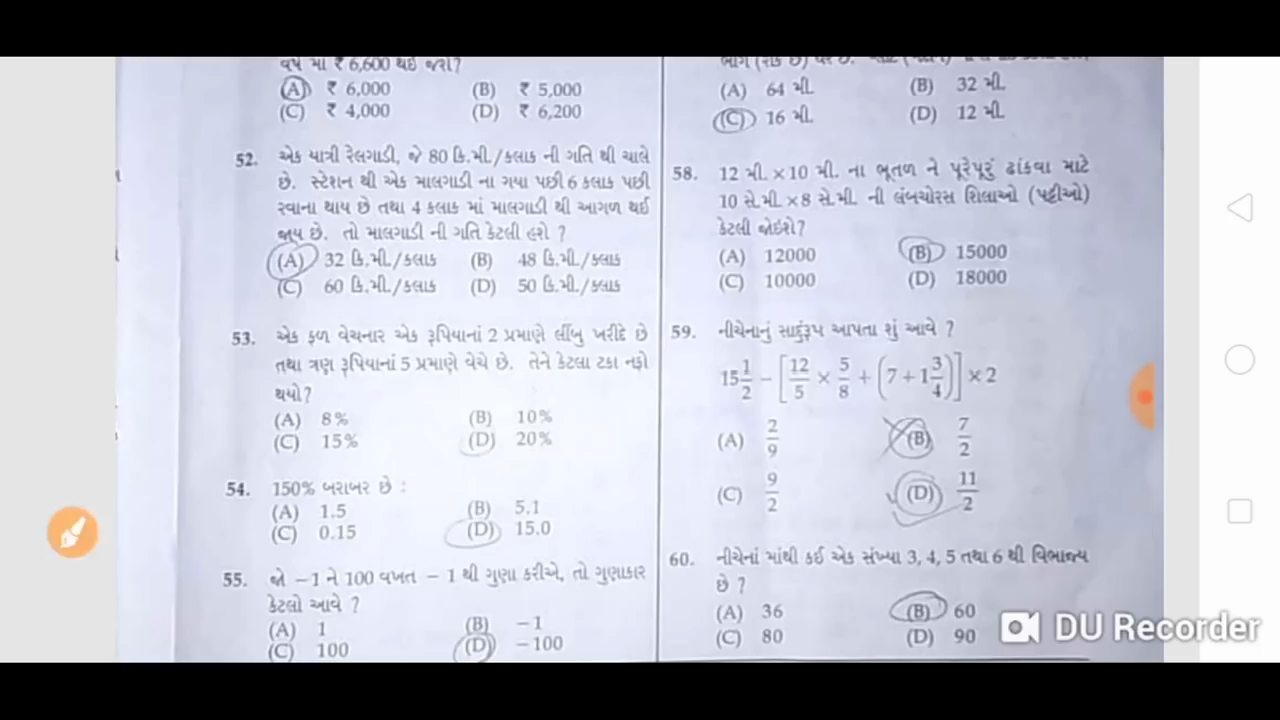 વર્ષ માં ₹ 6,600 થઈ જશે?
(A) ₹ 6,000 (B) ₹ 5,000
(C) ₹ 4,000 (D) ₹ 6,200
52. એક યાત્રી રેલગાડી, જે 80 કિ.મી./કલાક ની ગતિ થી ચાલે
છે. સ્ટેશન થી એક માલગાડી ના ગયા પછી 6 કલાક પછી
રવાના થાય છે તથા 4 કલાક માં માલગાડી થી આગળ થઈ
જાય છે. તો માલગાડી ની ગતિ કેટલી હશે ?
(A) 32 કિ.મી./કલાક (B) 48 કિ.મી./કલાક
(C) 60 કિ.મી./કલાક (D) 50 કિ.મી./કલાક
53. એક ફળ વેચનાર એક રૂપિયાનાં 2 પ્રમાણે લીંબુ ખરીદે છે
તથા ત્રણ રૂપિયાનાં 5 પ્રમાણે વેચે છે. તેને કેટલા ટકા નફો
થયો?
(A) 8% (B) 10%
(C) 15% (D) 20%
54. 150% બરાબર છે :
(A) 1.5 (B) 5.1
(C) 0.15 (D) 15.0
55. જો −1 ને 100 વખત −1 થી ગુણા કરીએ, તો ગુણાકાર
કેટલો આવે ?
(A) 1 (B) −1
(C) 100 (D) −100
(A) 64 મી. (B) 32 મી.
(C) 16 મી. (D) 12 મી.
58. 12 મી. ×10 મી. ના ભૂતળ ને પૂરેપૂરું ઢાંકવા માટે
10 સે.મી. ×8 સે.મી. ની લંબચોરસ શિલાઓ (પટ્ટીઓ)
કેટલી જોઇશે?
(A) 12000 (B) 15000
(C) 10000 (D) 18000
59. નીચેનાનું સાદુંરૂપ આપતા શું આવે ?
15 1/2 − [12/5 × 5/8 + (7 + 1 3/4)] × 2
(A) 2/9 (B) 7/2
(C) 9/2 (D) 11/2
60. નીચેનાં માંથી કઈ એક સંખ્યા 3, 4, 5 તથા 6 થી વિભાજ્ય
છે ?
(A) 36 (B) 60
(C) 80 (D) 90
DU Recorder